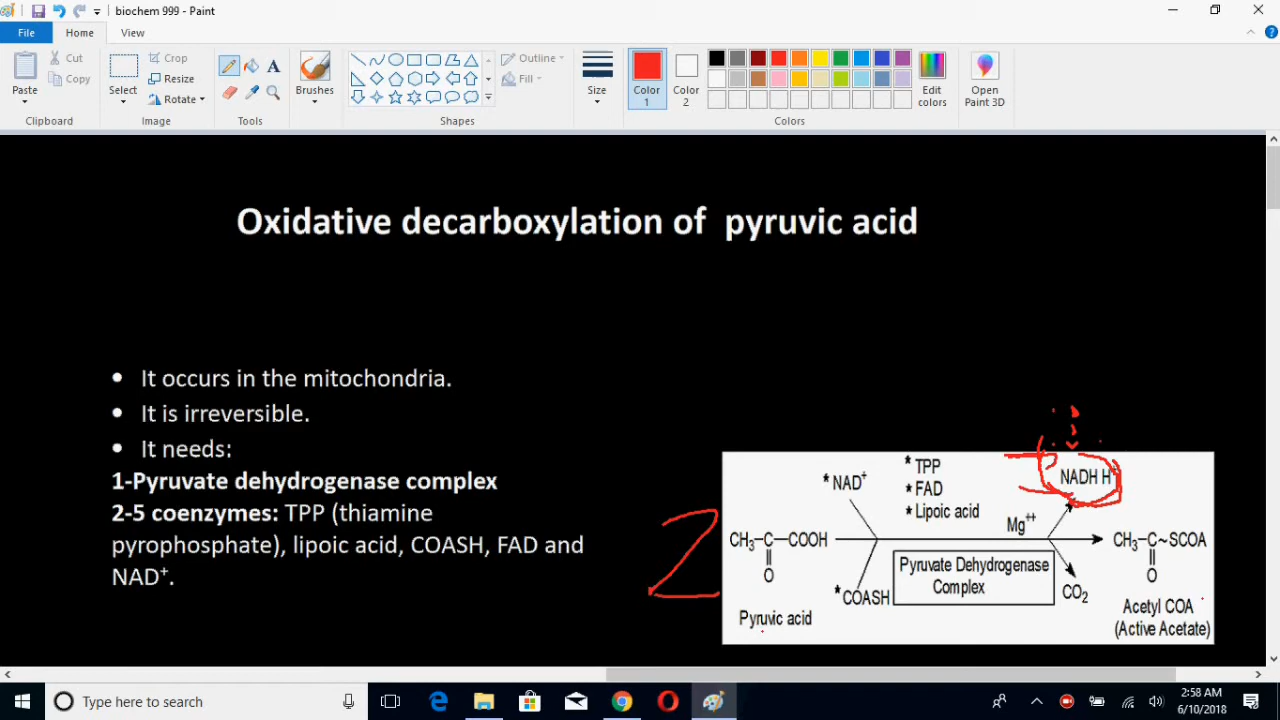 biochem 999 - Paint
File
Home
View
Paste
Cut
Copy
Clipboard
Select
Crop
Resize
Rotate
Image
A
Tools
Brushes
Outline
Fill
Shapes
Size
Color 1
Color 2
Edit colors
Open Paint 3D
Colors
Oxidative decarboxylation of pyruvic acid
• It occurs in the mitochondria.
• It is irreversible.
• It needs:
1-Pyruvate dehydrogenase complex
2-5 coenzymes: TPP (thiamine
pyrophosphate), lipoic acid, COASH, FAD and
NAD⁺.
2
* NAD⁺
* TPP
* FAD
* Lipoic acid
NADH H⁺
Mg⁺⁺
CH₃–C–COOH
O
Pyruvic acid
* COASH
Pyruvate Dehydrogenase
Complex
CO₂
CH₃–C~SCOA
O
Acetyl COA
(Active Acetate)
Type here to search
2:58 AM
6/10/2018